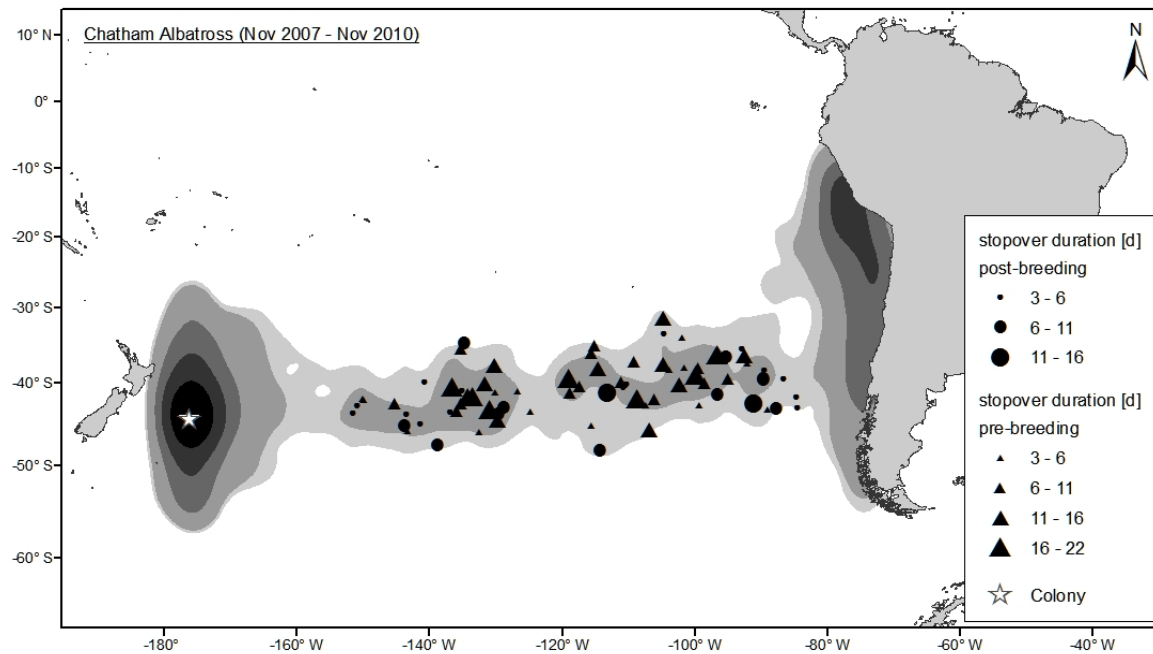 Chatham Albatross (Nov 2007 - Nov 2010)
N
10° N
0°
-10° S
-20° S
-30° S
-40° S
-50° S
-60° S
stopover duration [d]
post-breeding
3 - 6
6 - 11
11 - 16
stopover duration [d]
pre-breeding
3 - 6
6 - 11
11 - 16
16 - 22
Colony
-180° -160° -140° -120° -100° -80° W -60° W -40° W